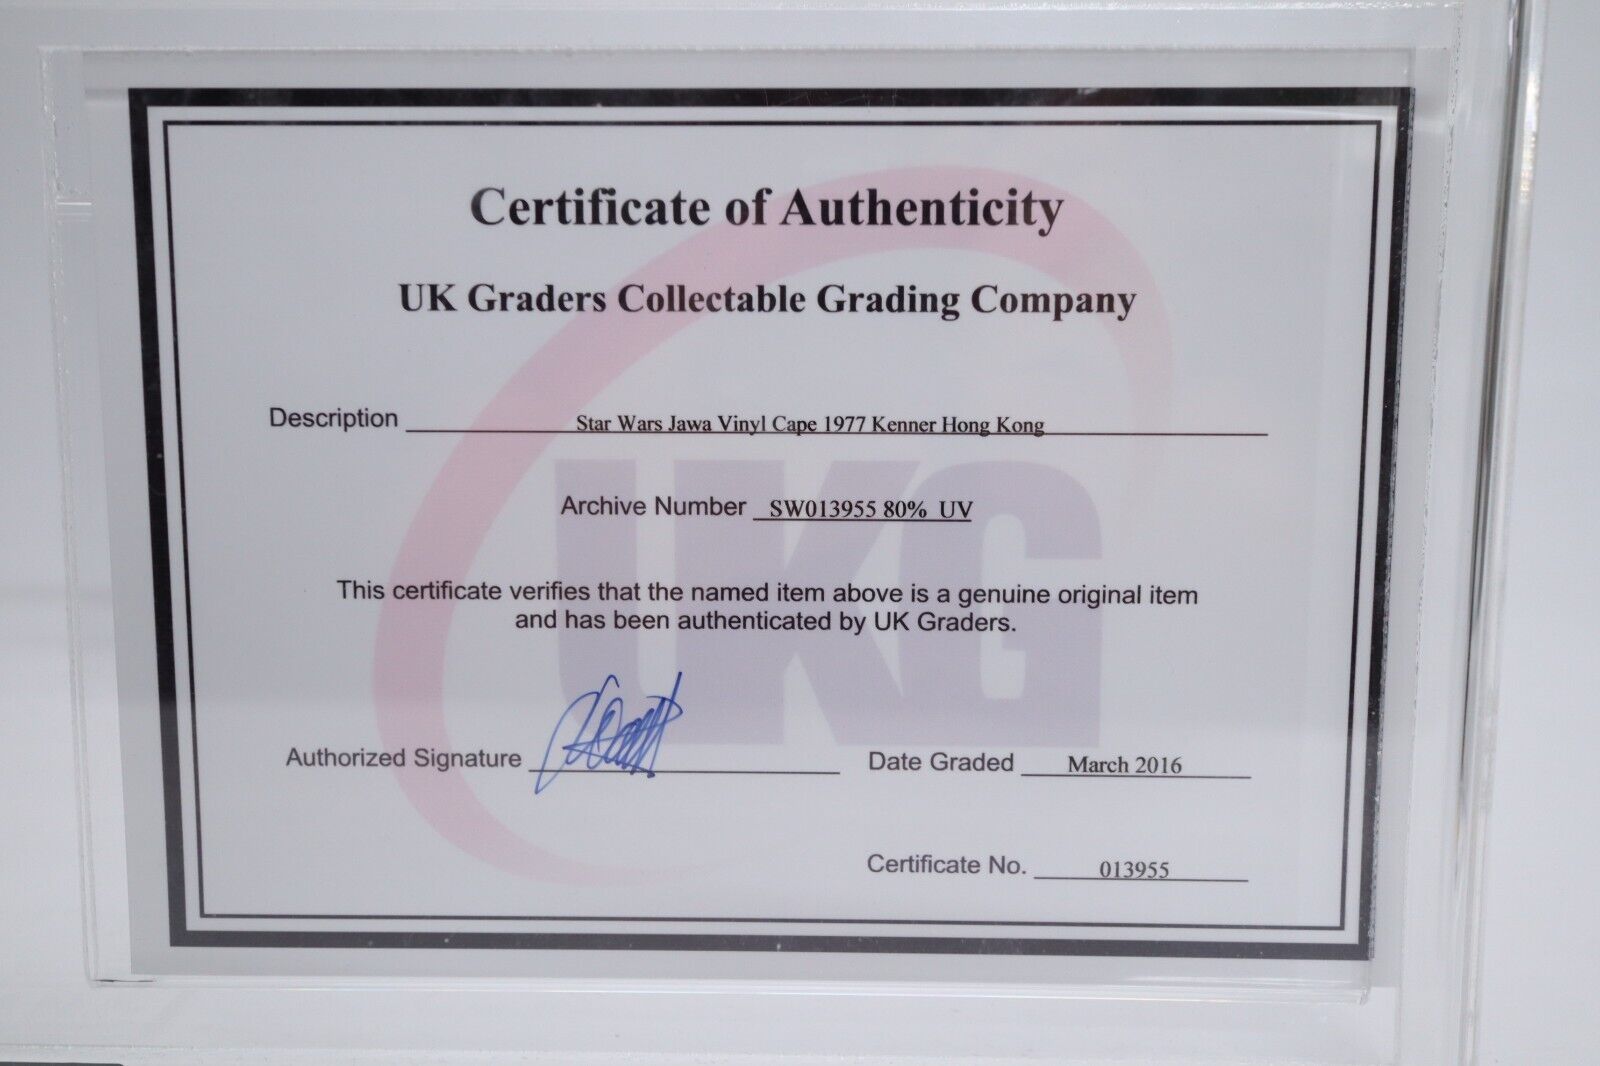 Certificate of Authenticity
UK Graders Collectable Grading Company
Description Star Wars Jawa Vinyl Cape 1977 Kenner Hong Kong
UKG
Archive Number SW013955 80% UV
This certificate verifies that the named item above is a genuine original item
and has been authenticated by UK Graders.
Authorized Signature
Date Graded March 2016
Certificate No. 013955